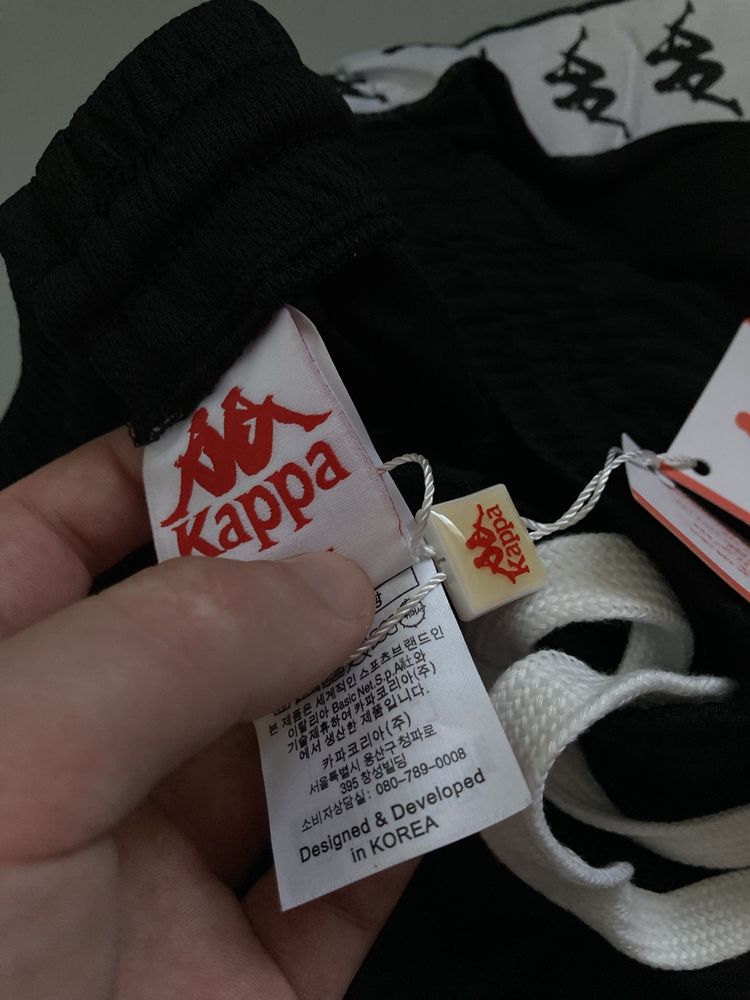 Kappa
Kappa
본 제품은 세계적인 스포츠브랜드인
이탈리아 Basic Net.S.p.A社와
기술제휴하여 카파코리아(주)
에서 생산한 제품입니다.
카파코리아(주)
서울특별시 용산구 청파로
395 창성빌딩
소비자상담실: 080-789-0008
Designed & Developed
in KOREA